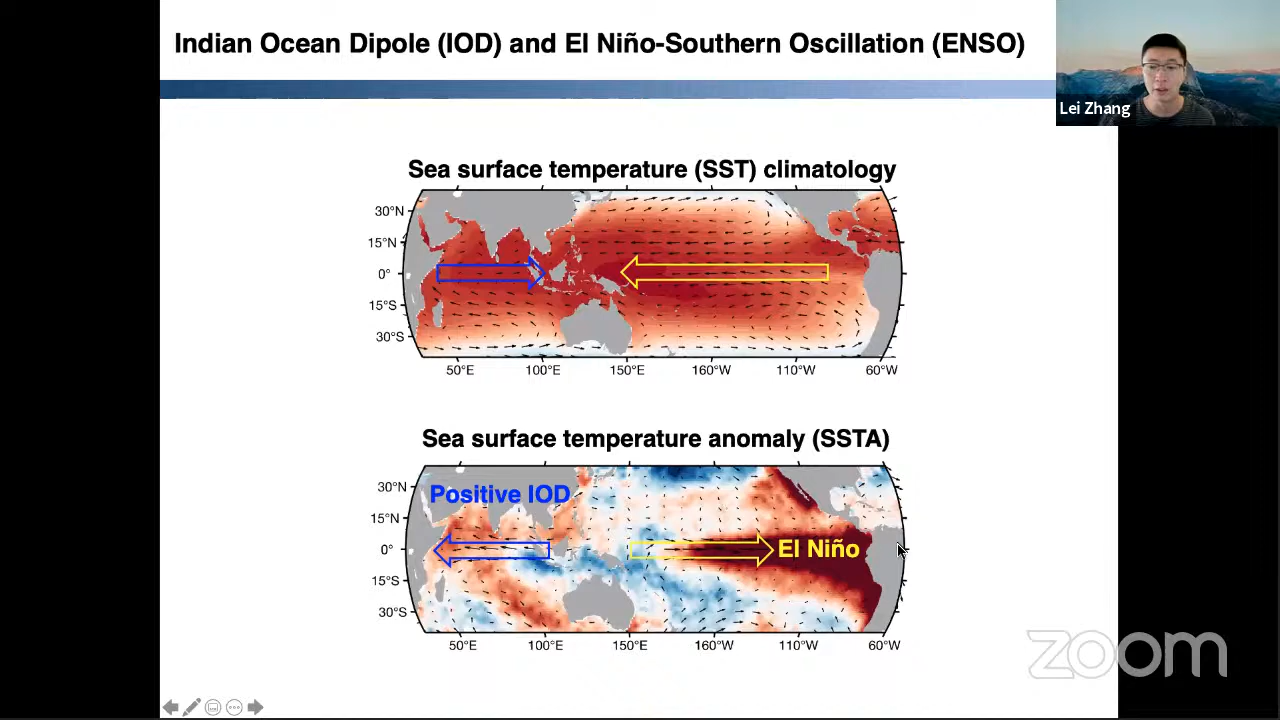 Indian Ocean Dipole (IOD) and El Niño-Southern Oscillation (ENSO)
Lei Zhang
Sea surface temperature (SST) climatology
30°N
15°N
0°
15°S
30°S
50°E 100°E 150°E 160°W 110°W 60°W
Sea surface temperature anomaly (SSTA)
Positive IOD
El Niño
30°N
15°N
0°
15°S
30°S
50°E 100°E 150°E 160°W 110°W 60°W
zoom